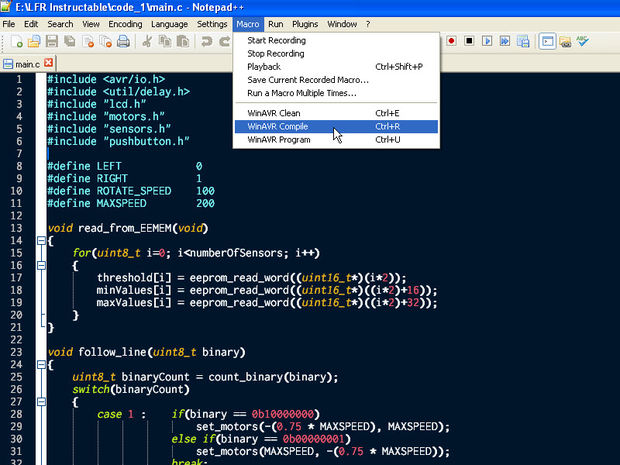 E:\LFR Instructable\code_1\main.c - Notepad++
File Edit Search View Encoding Language Settings Macro Run Plugins Window ?
Start Recording
Stop Recording
Playback Ctrl+Shift+P
Save Current Recorded Macro...
Run a Macro Multiple Times...
WinAVR Clean Ctrl+E
WinAVR Compile Ctrl+R
WinAVR Program Ctrl+U
main.c
1 #include <avr/io.h>
2 #include <util/delay.h>
3 #include "lcd.h"
4 #include "motors.h"
5 #include "sensors.h"
6 #include "pushbutton.h"
7
8 #define LEFT 0
9 #define RIGHT 1
10 #define ROTATE_SPEED 100
11 #define MAXSPEED 200
12
13 void read_from_EEMEM(void)
14 {
15 for(uint8_t i=0; i<numberOfSensors; i++)
16 {
17 threshold[i] = eeprom_read_word((uint16_t*)(i*2));
18 minValues[i] = eeprom_read_word((uint16_t*)((i*2)+16));
19 maxValues[i] = eeprom_read_word((uint16_t*)((i*2)+32));
20 }
21 }
22
23 void follow_line(uint8_t binary)
24 {
25 uint8_t binaryCount = count_binary(binary);
26 switch(binaryCount)
27 {
28 case 1 : if(binary == 0b10000000)
29 set_motors(-(0.75 * MAXSPEED), MAXSPEED);
30 else if(binary == 0b00000001)
31 set_motors(MAXSPEED, -(0.75 * MAXSPEED));
32 break;